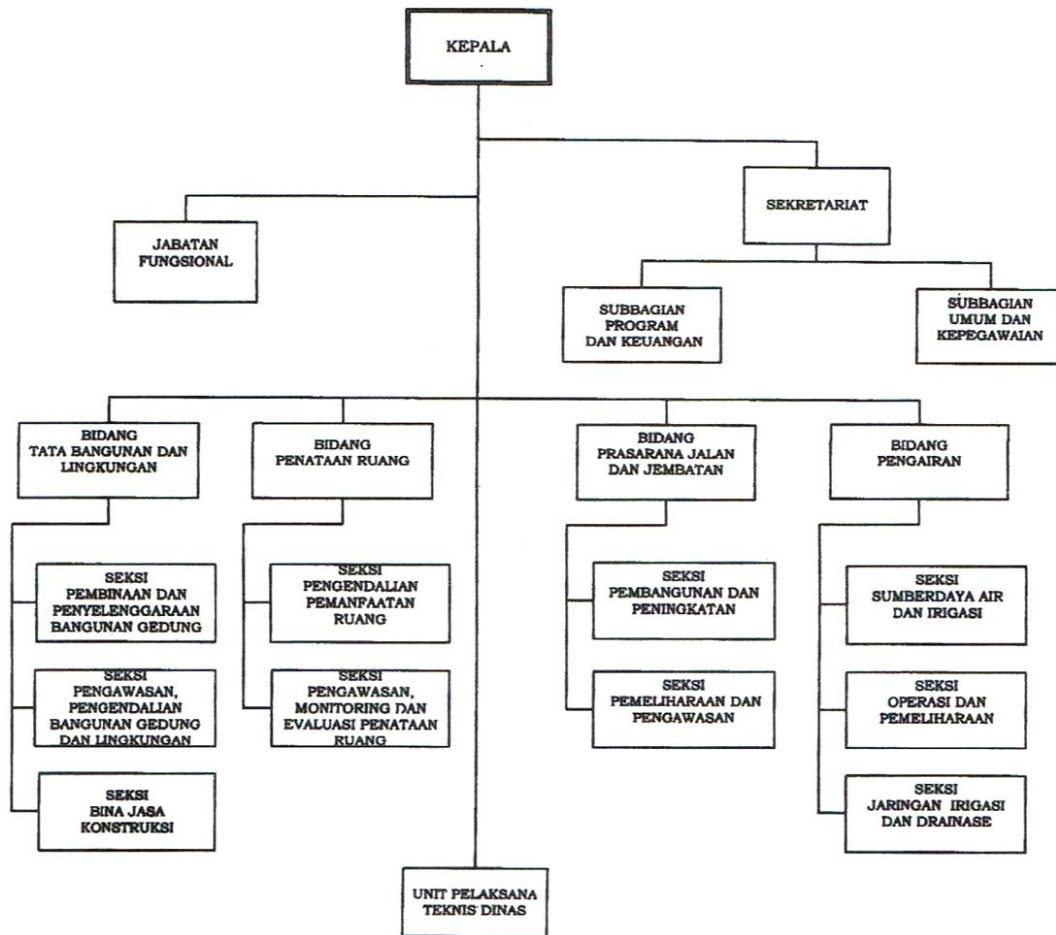 KEPALA
SEKRETARIAT
JABATAN
FUNGSIONAL
SUBBAGIAN
PROGRAM
DAN KEUANGAN
SUBBAGIAN
UMUM DAN
KEPEGAWAIAN
BIDANG
TATA BANGUNAN DAN
LINGKUNGAN
BIDANG
PENATAAN RUANG
BIDANG
PRASARANA JALAN
DAN JEMBATAN
BIDANG
PENGAIRAN
SEKSI
PEMBINAAN DAN
PENYELENGGARAAN
BANGUNAN GEDUNG
SEKSI
PENGAWASAN,
PENGENDALIAN
BANGUNAN GEDUNG
DAN LINGKUNGAN
SEKSI
BINA JASA
KONSTRUKSI
SEKSI
PENGENDALIAN
PEMANFAATAN
RUANG
SEKSI
PENGAWASAN,
MONITORING DAN
EVALUASI PENATAAN
RUANG
SEKSI
PEMBANGUNAN DAN
PENINGKATAN
SEKSI
PEMELIHARAAN DAN
PENGAWASAN
SEKSI
SUMBERDAYA AIR
DAN IRIGASI
SEKSI
OPERASI DAN
PEMELIHARAAN
SEKSI
JARINGAN IRIGASI
DAN DRAINASE
UNIT PELAKSANA
TEKNIS DINAS